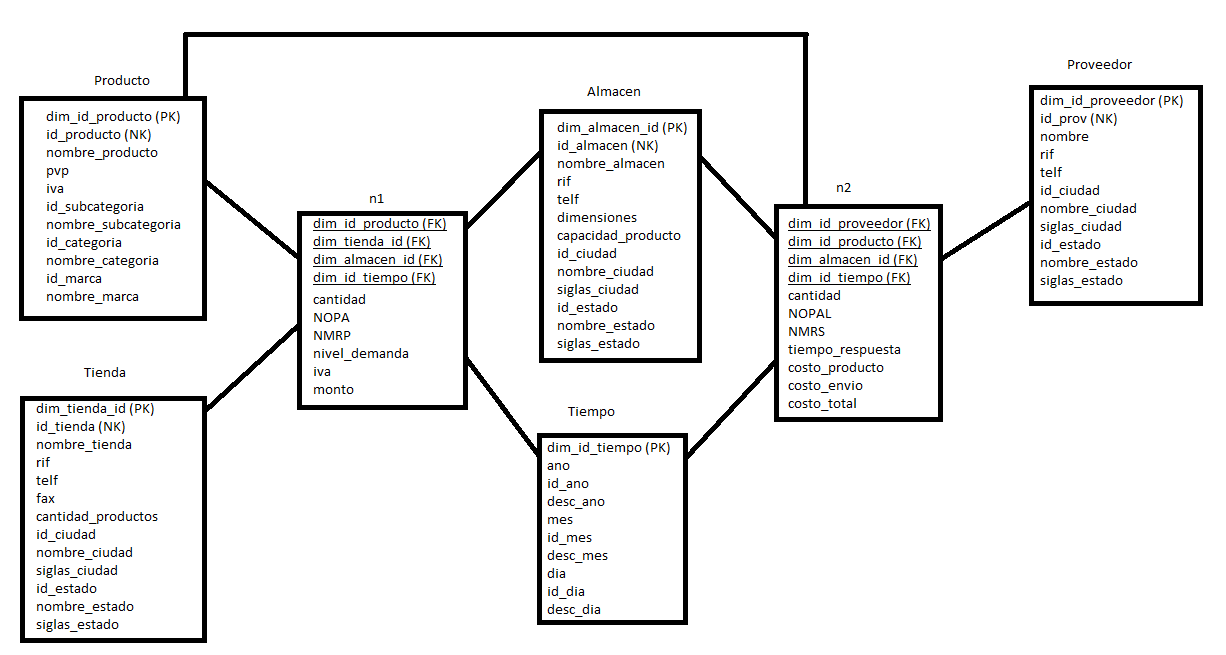 Producto
dim_id_producto (PK)
id_producto (NK)
nombre_producto
pvp
iva
id_subcategoria
nombre_subcategoria
id_categoria
nombre_categoria
id_marca
nombre_marca
Tienda
dim_tienda_id (PK)
id_tienda (NK)
nombre_tienda
rif
telf
fax
cantidad_productos
id_ciudad
nombre_ciudad
siglas_ciudad
id_estado
nombre_estado
siglas_estado
n1
dim_id_producto (FK)
dim_tienda_id (FK)
dim_almacen_id (FK)
dim_id_tiempo (FK)
cantidad
NOPA
NMRP
nivel_demanda
iva
monto
Almacen
dim_almacen_id (PK)
id_almacen (NK)
nombre_almacen
rif
telf
dimensiones
capacidad_producto
id_ciudad
nombre_ciudad
siglas_ciudad
id_estado
nombre_estado
siglas_estado
Tiempo
dim_id_tiempo (PK)
ano
id_ano
desc_ano
mes
id_mes
desc_mes
dia
id_dia
desc_dia
n2
dim_id_proveedor (FK)
dim_id_producto (FK)
dim_almacen_id (FK)
dim_id_tiempo (FK)
cantidad
NOPAL
NMRS
tiempo_respuesta
costo_producto
costo_envio
costo_total
Proveedor
dim_id_proveedor (PK)
id_prov (NK)
nombre
rif
telf
id_ciudad
nombre_ciudad
siglas_ciudad
id_estado
nombre_estado
siglas_estado